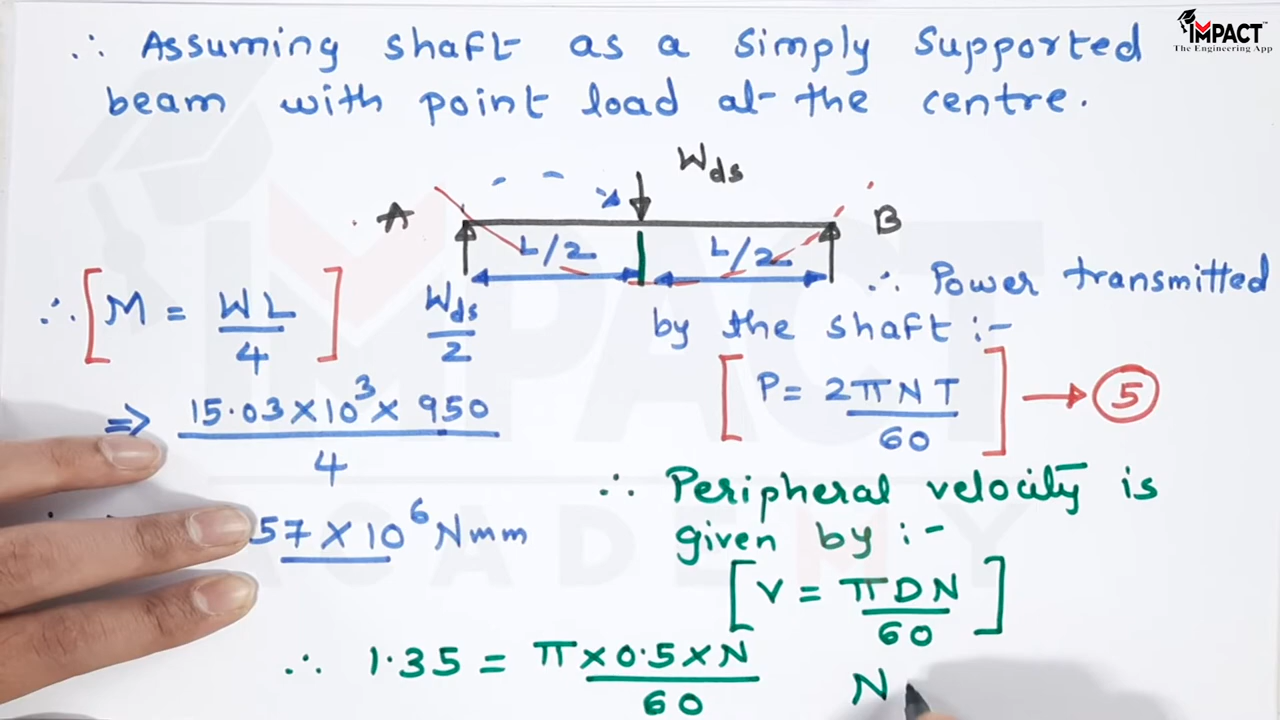 ∴ Assuming shaft as a simply supported
beam with point load at the centre.
IMPACT
The Engineering App
Wds
A
B
L/2
L/2
∴ [M = WL/4]
Wds/2
⇒ 15.03 × 10³ × 950 / 4
57 × 10⁶ Nmm
∴ Power transmitted
by the shaft :-
[P = 2πNT/60] → 5
∴ Peripheral velocity is
given by :-
[V = πDN/60]
∴ 1.35 = π × 0.5 × N / 60
N
IMPACT
ACADEMY